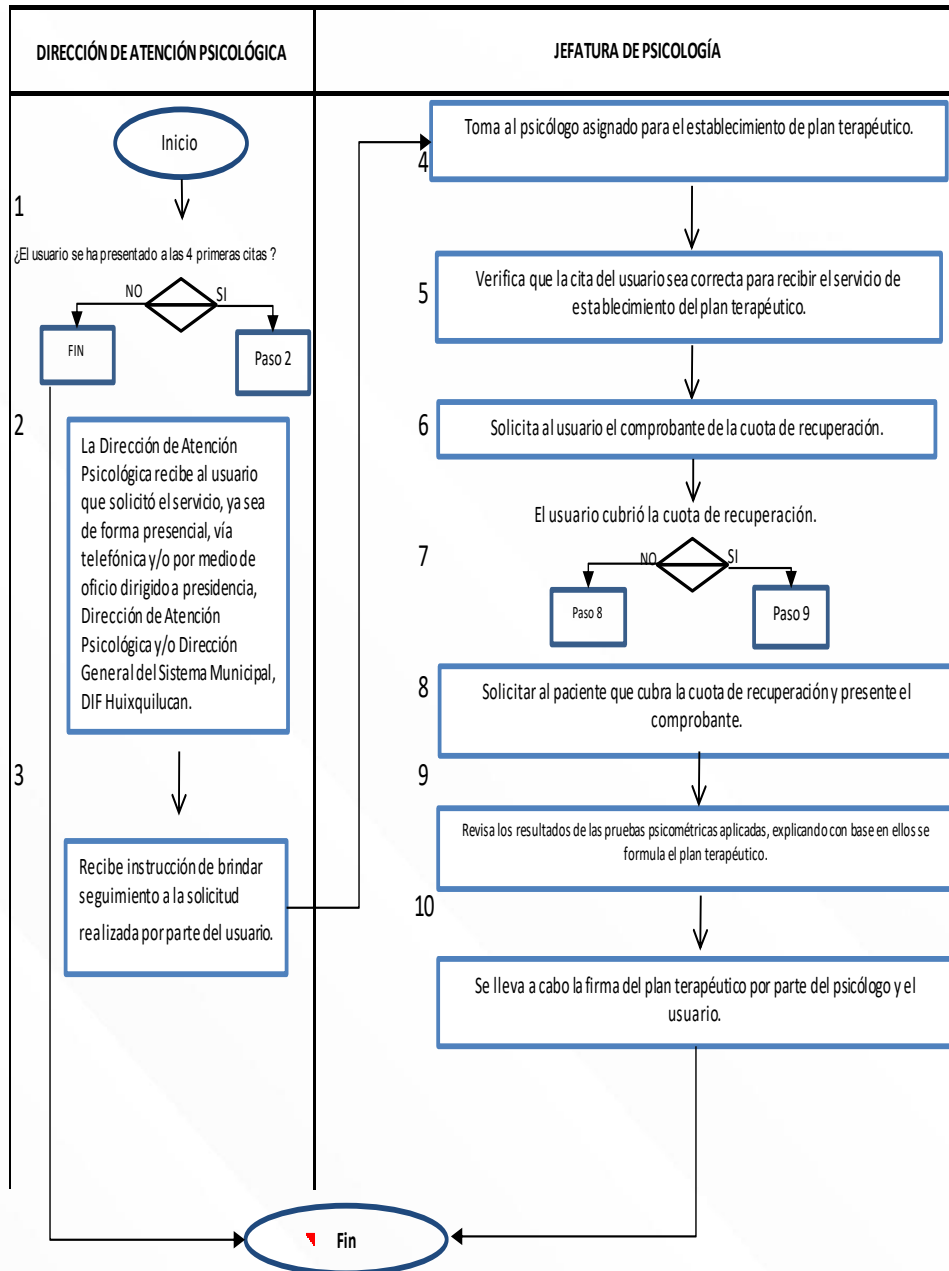 DIRECCIÓN DE ATENCIÓN PSICOLÓGICA
JEFATURA DE PSICOLOGÍA
Inicio
1
¿El usuario se ha presentado a las 4 primeras citas ?
NO
SI
FIN
Paso 2
2
La Dirección de Atención
Psicológica recibe al usuario
que solicitó el servicio, ya sea
de forma presencial, vía
telefónica y/o por medio de
oficio dirigido a presidencia,
Dirección de Atención
Psicológica y/o Dirección
General del Sistema Municipal,
DIF Huixquilucan.
3
Recibe instrucción de brindar
seguimiento a la solicitud
realizada por parte del usuario.
4
Toma al psicólogo asignado para el establecimiento de plan terapéutico.
5
Verifica que la cita del usuario sea correcta para recibir el servicio de
establecimiento del plan terapéutico.
6
Solicita al usuario el comprobante de la cuota de recuperación.
El usuario cubrió la cuota de recuperación.
7
NO
SI
Paso 8
Paso 9
8
Solicitar al paciente que cubra la cuota de recuperación y presente el
comprobante.
9
Revisa los resultados de las pruebas psicométricas aplicadas, explicando con base en ellos se
formula el plan terapéutico.
10
Se lleva a cabo la firma del plan terapéutico por parte del psicólogo y el
usuario.
Fin